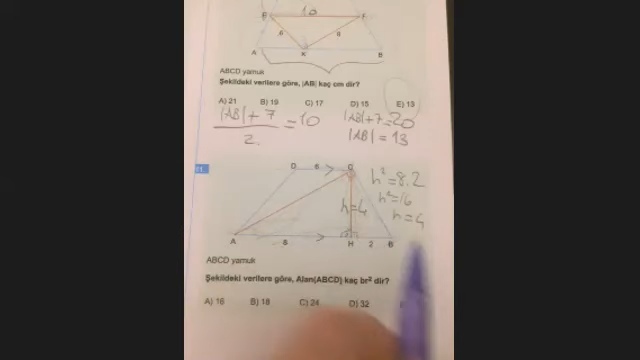 10
D
F
6
8
A
K
B
ABCD yamuk
Şekildeki verilere göre, |AB| kaç cm dir?
A) 21 B) 19 C) 17 D) 15 E) 13
|AB| + 7 = 10
2
|AB| + 7 = 20
|AB| = 13
11.
D 6 C
h² = 8.2
h² = 16
h = 4
h = 4
A 8 H 2 B
ABCD yamuk
Şekildeki verilere göre, Alan(ABCD) kaç br² dir?
A) 16 B) 18 C) 24 D) 32